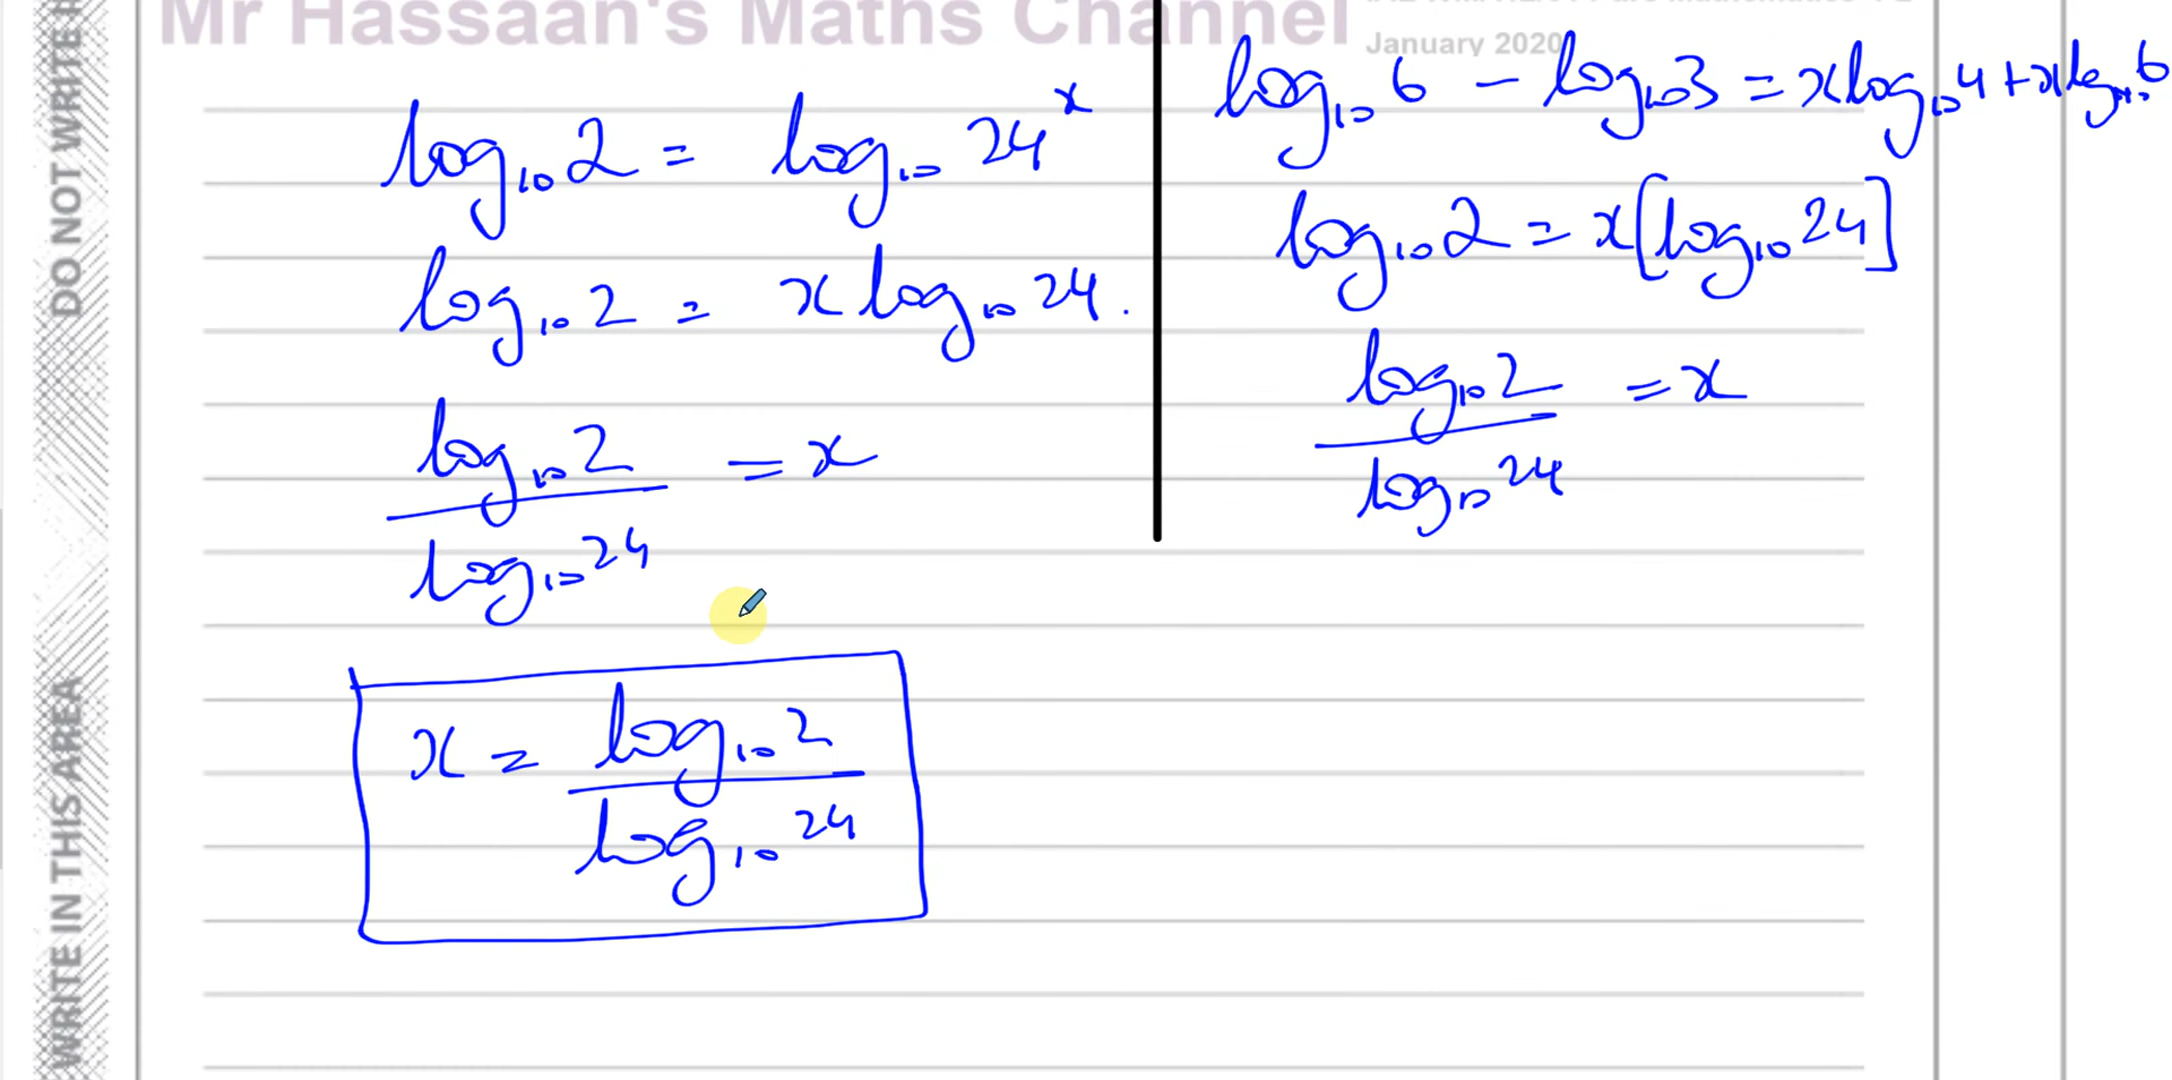 Mr Hassaan's Maths Channel
January 2020
DO NOT WRITE
WRITE IN THIS AREA
log₁₀ 2 = log₁₀ 24ˣ
log₁₀ 2 = x log₁₀ 24.
log₁₀ 2 / log₁₀ 24 = x
x = log₁₀ 2 / log₁₀ 24
log₁₀ 6 − log₁₀ 3 = x log₁₀ 4 + x log₁₀ 6
log₁₀ 2 = x[log₁₀ 24]
log₁₀ 2 / log₁₀ 24 = x